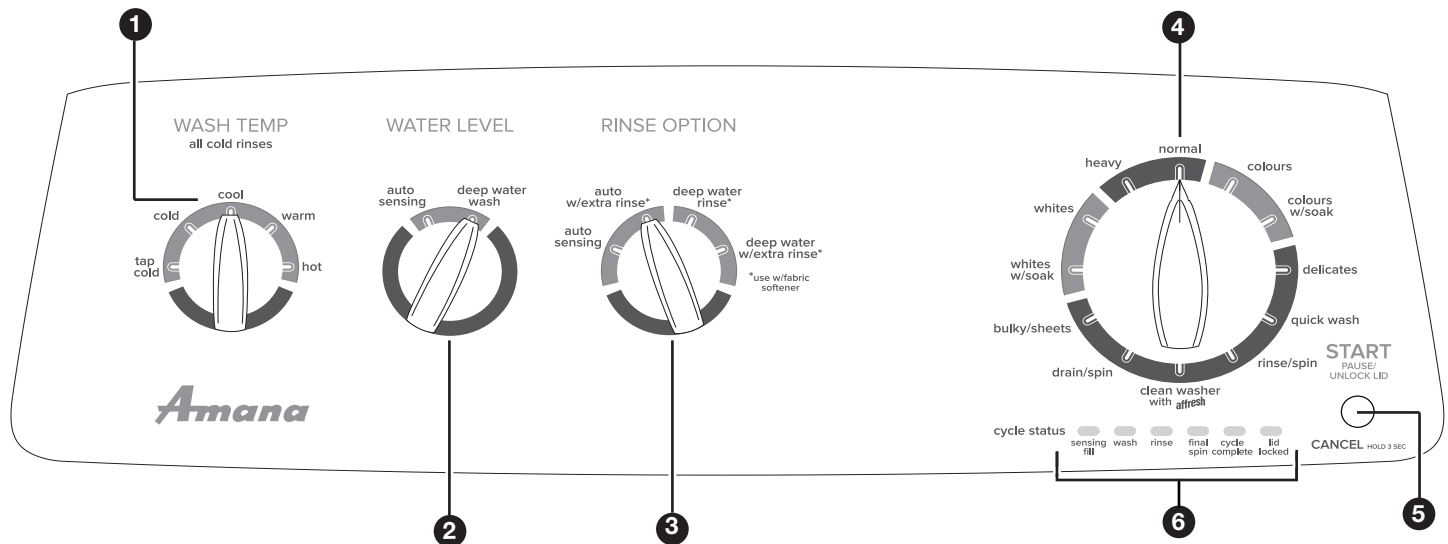 1
4
WASH TEMP
all cold rinses
cool
cold
warm
tap
cold
hot
WATER LEVEL
auto
sensing
deep water
wash
RINSE OPTION
auto
w/extra rinse*
deep water
rinse*
auto
sensing
deep water
w/extra rinse*
*use w/fabric
softener
normal
heavy
colours
whites
colours
w/soak
whites
w/soak
delicates
bulky/sheets
quick wash
drain/spin
rinse/spin
clean washer
with affresh
START
PAUSE/
UNLOCK LID
Amana
cycle status
sensing
fill
wash
rinse
final
spin
cycle
complete
lid
locked
CANCEL HOLD 3 SEC
2
3
6
5